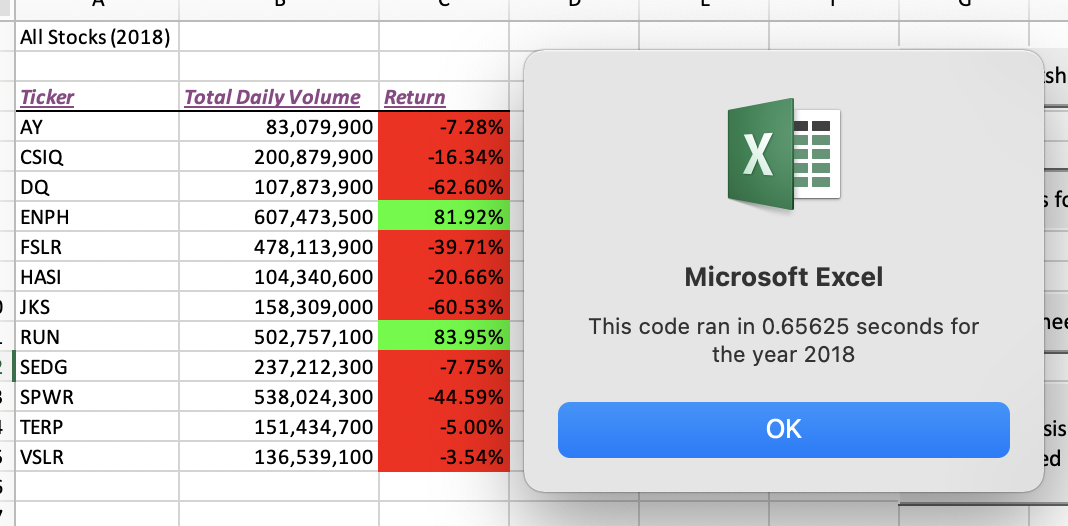 All Stocks (2018)
Ticker Total Daily Volume Return
AY 83,079,900 -7.28%
CSIQ 200,879,900 -16.34%
DQ 107,873,900 -62.60%
ENPH 607,473,500 81.92%
FSLR 478,113,900 -39.71%
HASI 104,340,600 -20.66%
JKS 158,309,000 -60.53%
RUN 502,757,100 83.95%
SEDG 237,212,300 -7.75%
SPWR 538,024,300 -44.59%
TERP 151,434,700 -5.00%
VSLR 136,539,100 -3.54%
X
Microsoft Excel
This code ran in 0.65625 seconds for
the year 2018
OK